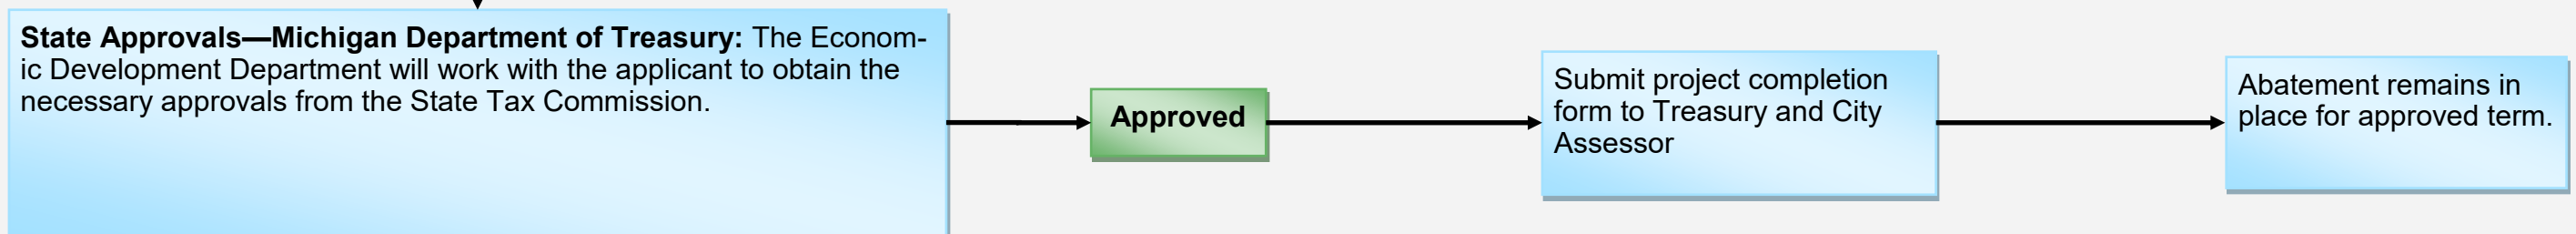 State Approvals—Michigan Department of Treasury: The Econom-
ic Development Department will work with the applicant to obtain the
necessary approvals from the State Tax Commission.
Approved
Submit project completion
form to Treasury and City
Assessor
Abatement remains in
place for approved term.